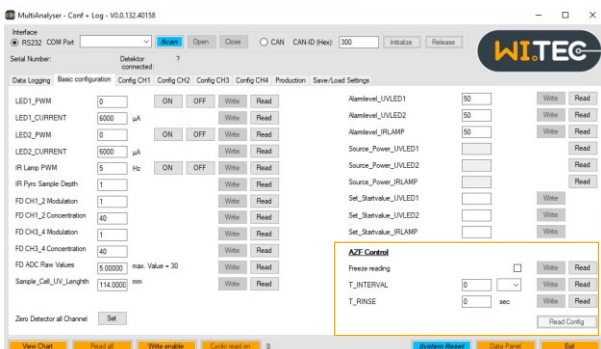 MultiAnalyser - Conf + Log - V0.0.132.40158
Interface
RS232 COM Port Scan Open Close CAN CAN-ID (Hex): 300 Initialize Release
WI.TEC
Serial Number: Detektor connected: ?
Data Logging Basic configuration Config CH1 Config CH2 Config CH3 Config CH4 Production Save/Load Settings
LED1_PWM 0 ON OFF Write Read
LED1_CURRENT 6000 µA Write Read
LED2_PWM 0 ON OFF Write Read
LED2_CURRENT 6000 µA Write Read
IR Lamp PWM 5 Hz ON OFF Write Read
IR Pyro Sample Depth 1 Write Read
FD CH1_2 Modulation 1 Write Read
FD CH1_2 Concentration 40 Write Read
FD CH3_4 Modulation 1 Write Read
FD CH3_4 Concentration 40 Write Read
FD ADC Raw Values 5.00000 max. Value = 30 Write Read
Sample_Cell_UV_Lenghth 114.0000 mm Write Read
Zero Detector all Channel Set
Alarmlevel_UVLED1 50 Write Read
Alarmlevel_UVLED2 50 Write Read
Alarmlevel_IRLAMP 50 Write Read
Source_Power_UVLED1 Read
Source_Power_UVLED2 Read
Source_Power_IRLAMP Read
Set_Startvalue_UVLED1 Write
Set_Startvalue_UVLED2 Write
Set_Startvalue_IRLAMP Write
AZF Control
Freeze reading Write Read
T_INTERVAL 0 Write Read
T_RINSE 0 sec Write Read
Read Config
View Chart Read all Write enable Cyclic read on 0 System Reset Data Panel Exit